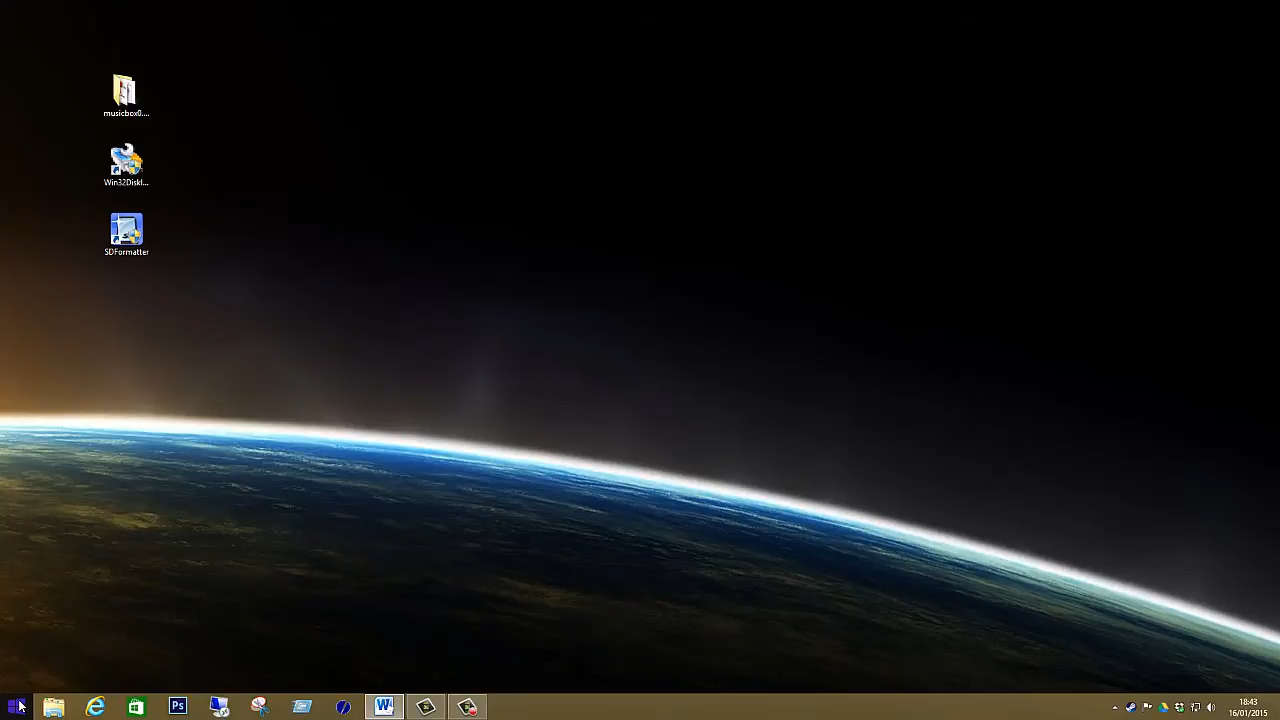 musicbox0....
Win32DiskI...
SDFormatter
Ps
W
18:43
16/01/2015